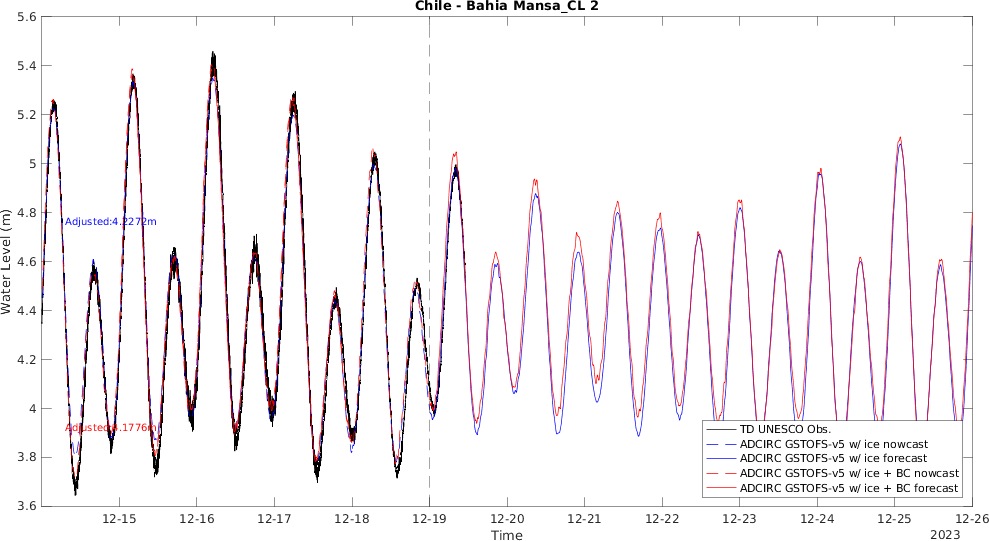 Chile - Bahia Mansa_CL 2
5.6
5.4
5.2
5
4.8
4.6
4.4
4.2
4
3.8
3.6
Water Level (m)
Adjusted:4.2272m
Adjusted:4.1776m
TD UNESCO Obs.
ADCIRC GSTOFS-v5 w/ ice nowcast
ADCIRC GSTOFS-v5 w/ ice forecast
ADCIRC GSTOFS-v5 w/ ice + BC nowcast
ADCIRC GSTOFS-v5 w/ ice + BC forecast
12-15 12-16 12-17 12-18 12-19 12-20 12-21 12-22 12-23 12-24 12-25 12-26
Time
2023